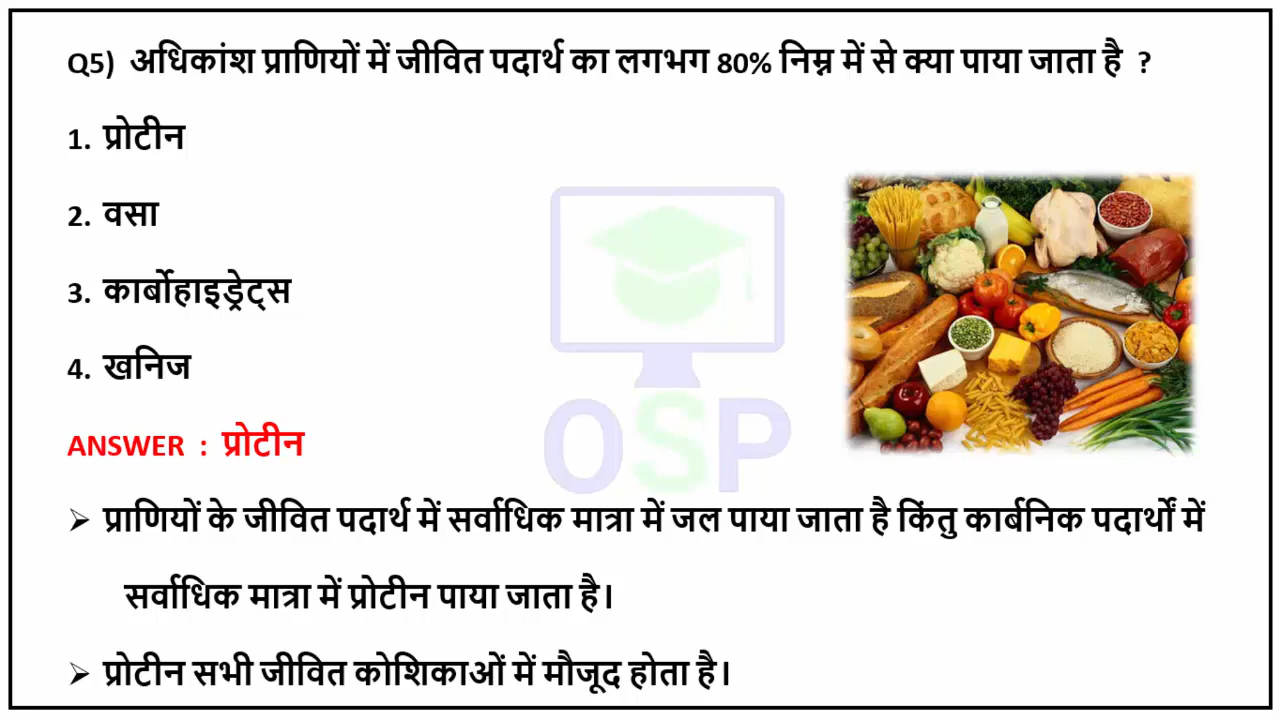 Q5) अधिकांश प्राणियों में जीवित पदार्थ का लगभग 80% निम्न में से क्या पाया जाता है ?
1. प्रोटीन
2. वसा
3. कार्बोहाइड्रेट्स
4. खनिज
OSP
ANSWER : प्रोटीन
➢ प्राणियों के जीवित पदार्थ में सर्वाधिक मात्रा में जल पाया जाता है किंतु कार्बनिक पदार्थों में
सर्वाधिक मात्रा में प्रोटीन पाया जाता है।
➢ प्रोटीन सभी जीवित कोशिकाओं में मौजूद होता है।